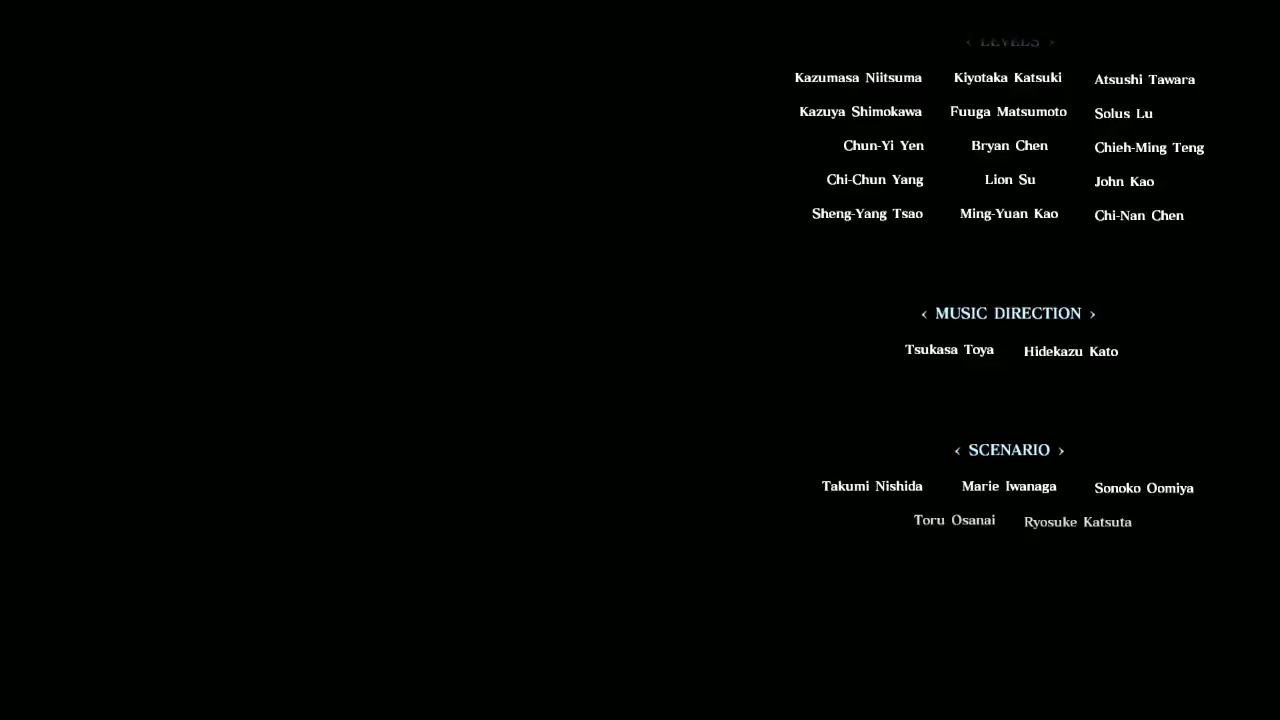 ‹ LEVELS ›
Kazumasa Niitsuma Kiyotaka Katsuki Atsushi Tawara
Kazuya Shimokawa Fuuga Matsumoto Solus Lu
Chun-Yi Yen Bryan Chen Chieh-Ming Teng
Chi-Chun Yang Lion Su John Kao
Sheng-Yang Tsao Ming-Yuan Kao Chi-Nan Chen
‹ MUSIC DIRECTION ›
Tsukasa Toya Hidekazu Kato
‹ SCENARIO ›
Takumi Nishida Marie Iwanaga Sonoko Oomiya
Toru Osanai Ryosuke Katsuta